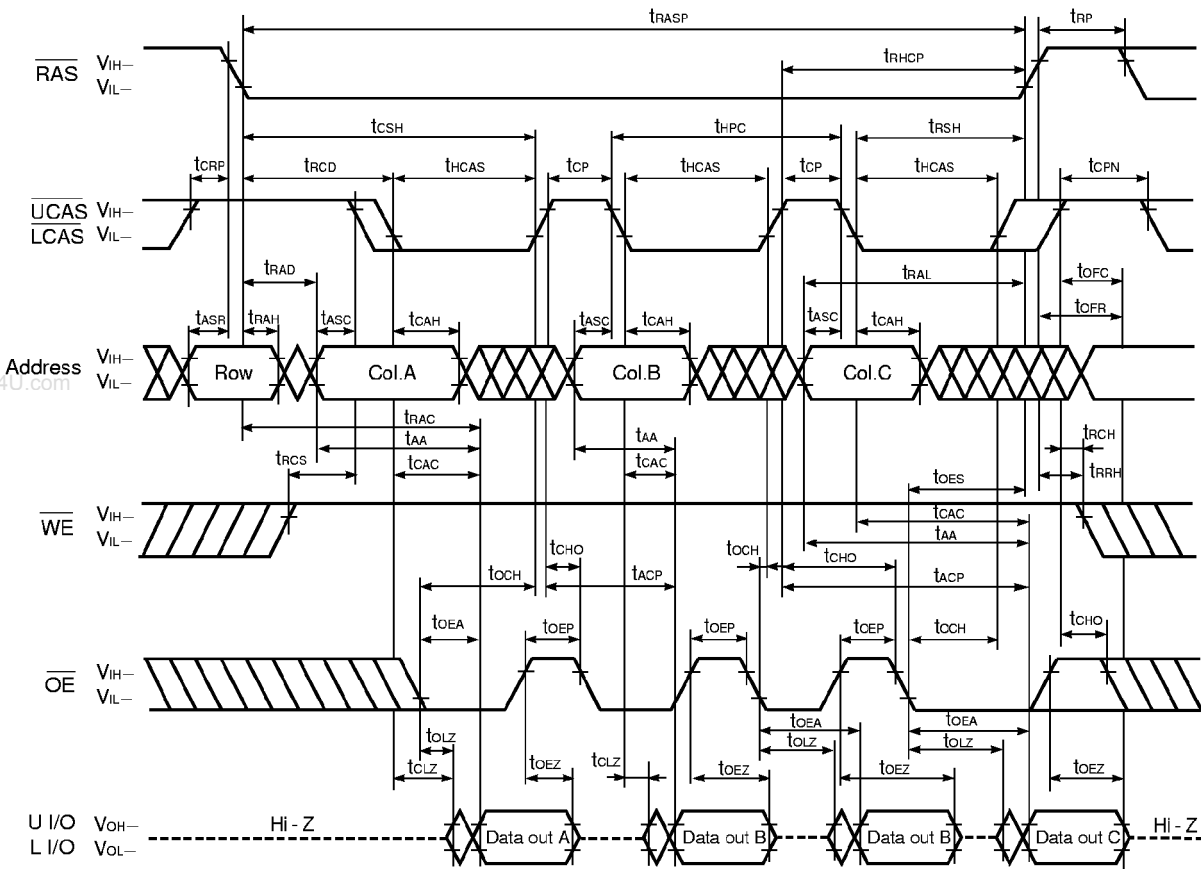 tRASP tRP
RAS VIH tRHCP
VIL
tCSH tHPC tRSH
tCRP tRCD tHCAS tCP tHCAS tCP tHCAS tCPN
UCAS VIH
LCAS VIL
tRAD tRAL tOFC
tASR tRAH tASC tCAH tASC tCAH tASC tCAH tOFR
Address VIH Row Col.A Col.B Col.C
VIL
4U.com
tRAC tRCH
tAA tAA
tRCS tCAC tCAC tRRH
tOES
WE VIH tCAC
VIL tAA
tOCH tCHO tACP tOCH tCHO tACP
tOEA tOEP tOEP tOEP tOCH tCHO
OE VIH
VIL
tOLZ tOEA tOEA
tOLZ tOLZ
tCLZ tOEZ tCLZ tOEZ tOEZ tOEZ
U I/O VOH Hi - Z Data out A Data out B Data out B Data out C Hi - Z
L I/O VOL